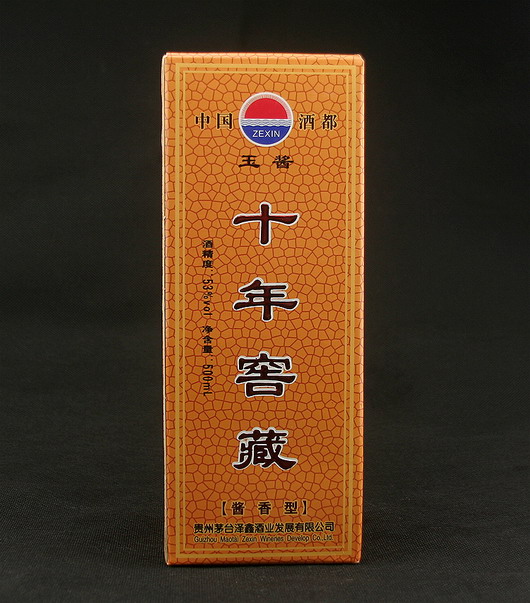 中国 ZEXIN 酒都
玉酱
十年窖藏
酒精度：53%vol 净含量：500mL
【酱香型】
贵州茅台泽鑫酒业发展有限公司
Guizhou Maotai Zexin Wineries Develop Co.,Ltd.